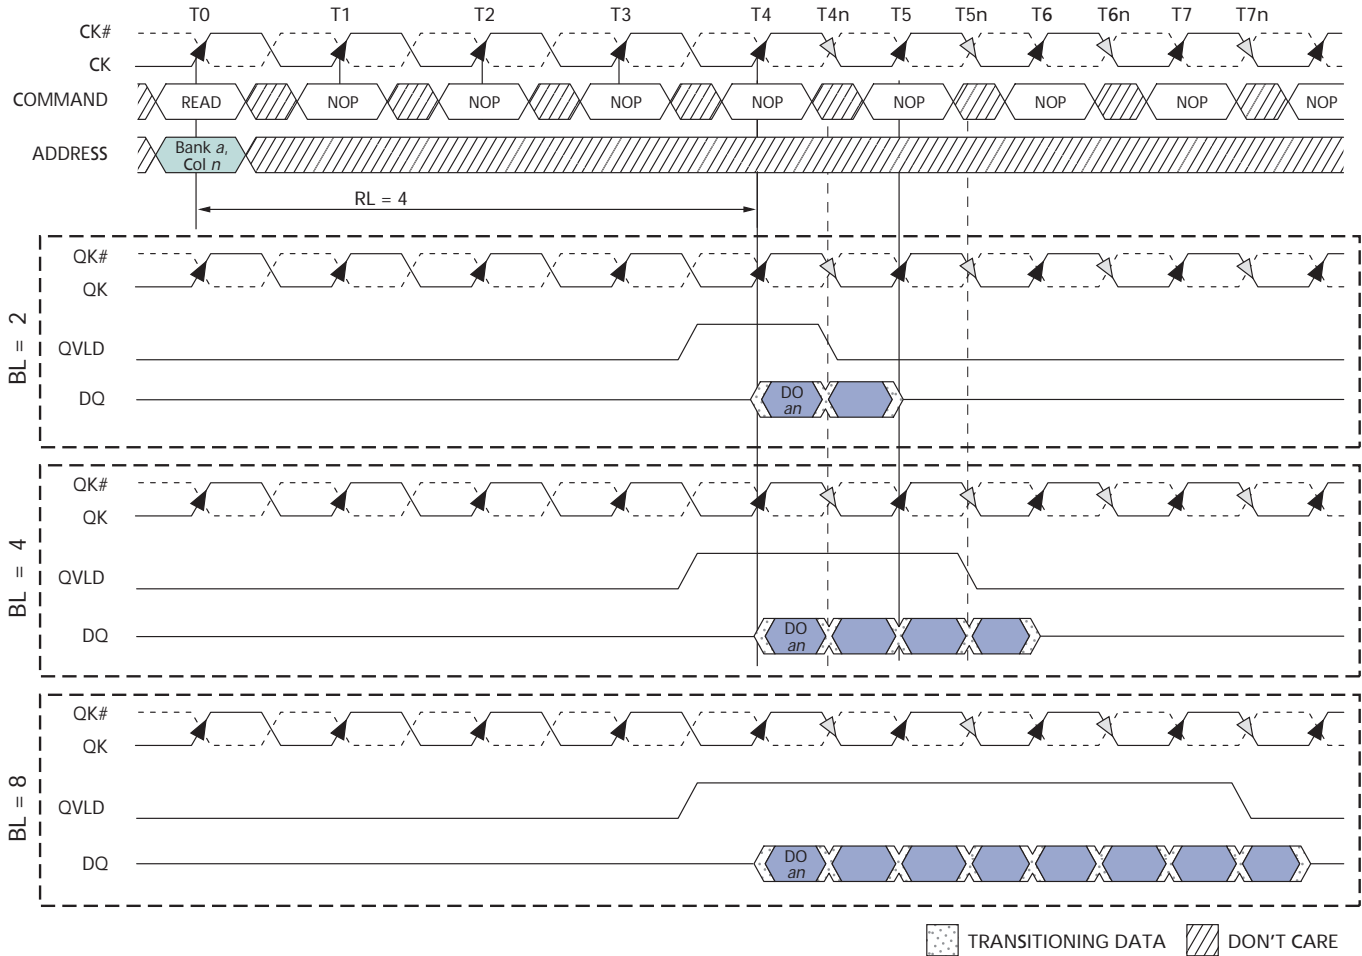 T0 T1 T2 T3 T4 T4n T5 T5n T6 T6n T7 T7n
CK#
CK
COMMAND READ NOP NOP NOP NOP NOP NOP NOP NOP
ADDRESS Bank a,
Col n
RL = 4
BL = 2
QK#
QK
QVLD
DQ DO
an
BL = 4
QK#
QK
QVLD
DQ DO
an
BL = 8
QK#
QK
QVLD
DQ DO
an
TRANSITIONING DATA DON'T CARE